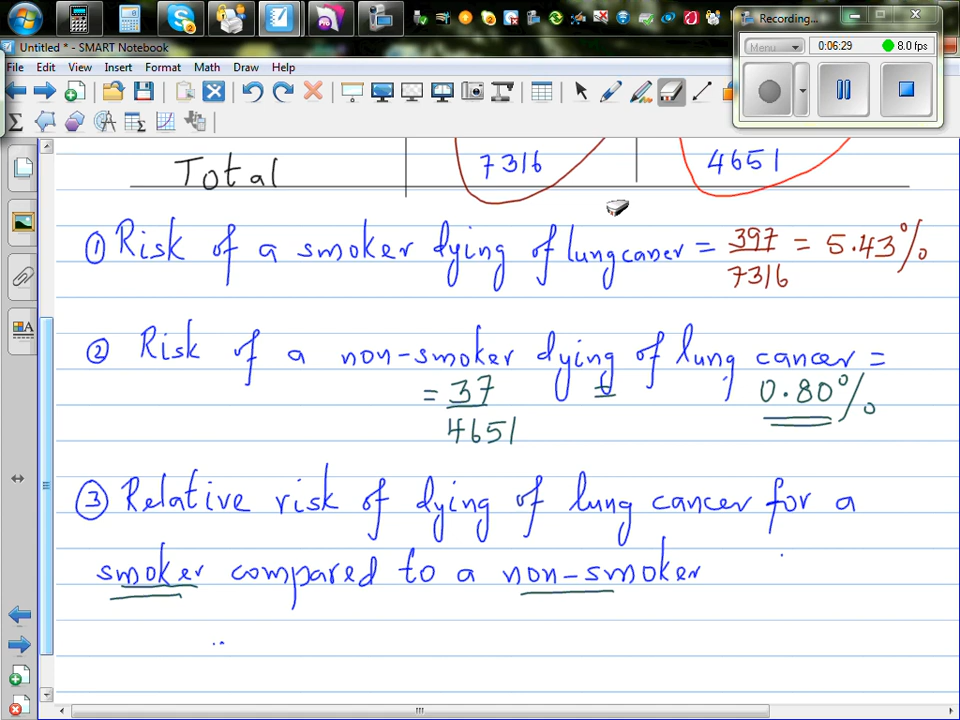 Recording...
Menu
0:06:29
8.0 fps
Untitled * - SMART Notebook
File Edit View Insert Format Math Draw Help
Total 7316 4651
① Risk of a smoker dying of lung caner = 397/7316 = 5.43%
② Risk of a non-smoker dying of lung cancer =
= 37/4651 = 0.80%
③ Relative risk of dying of lung cancer for a
smoker compared to a non-smoker